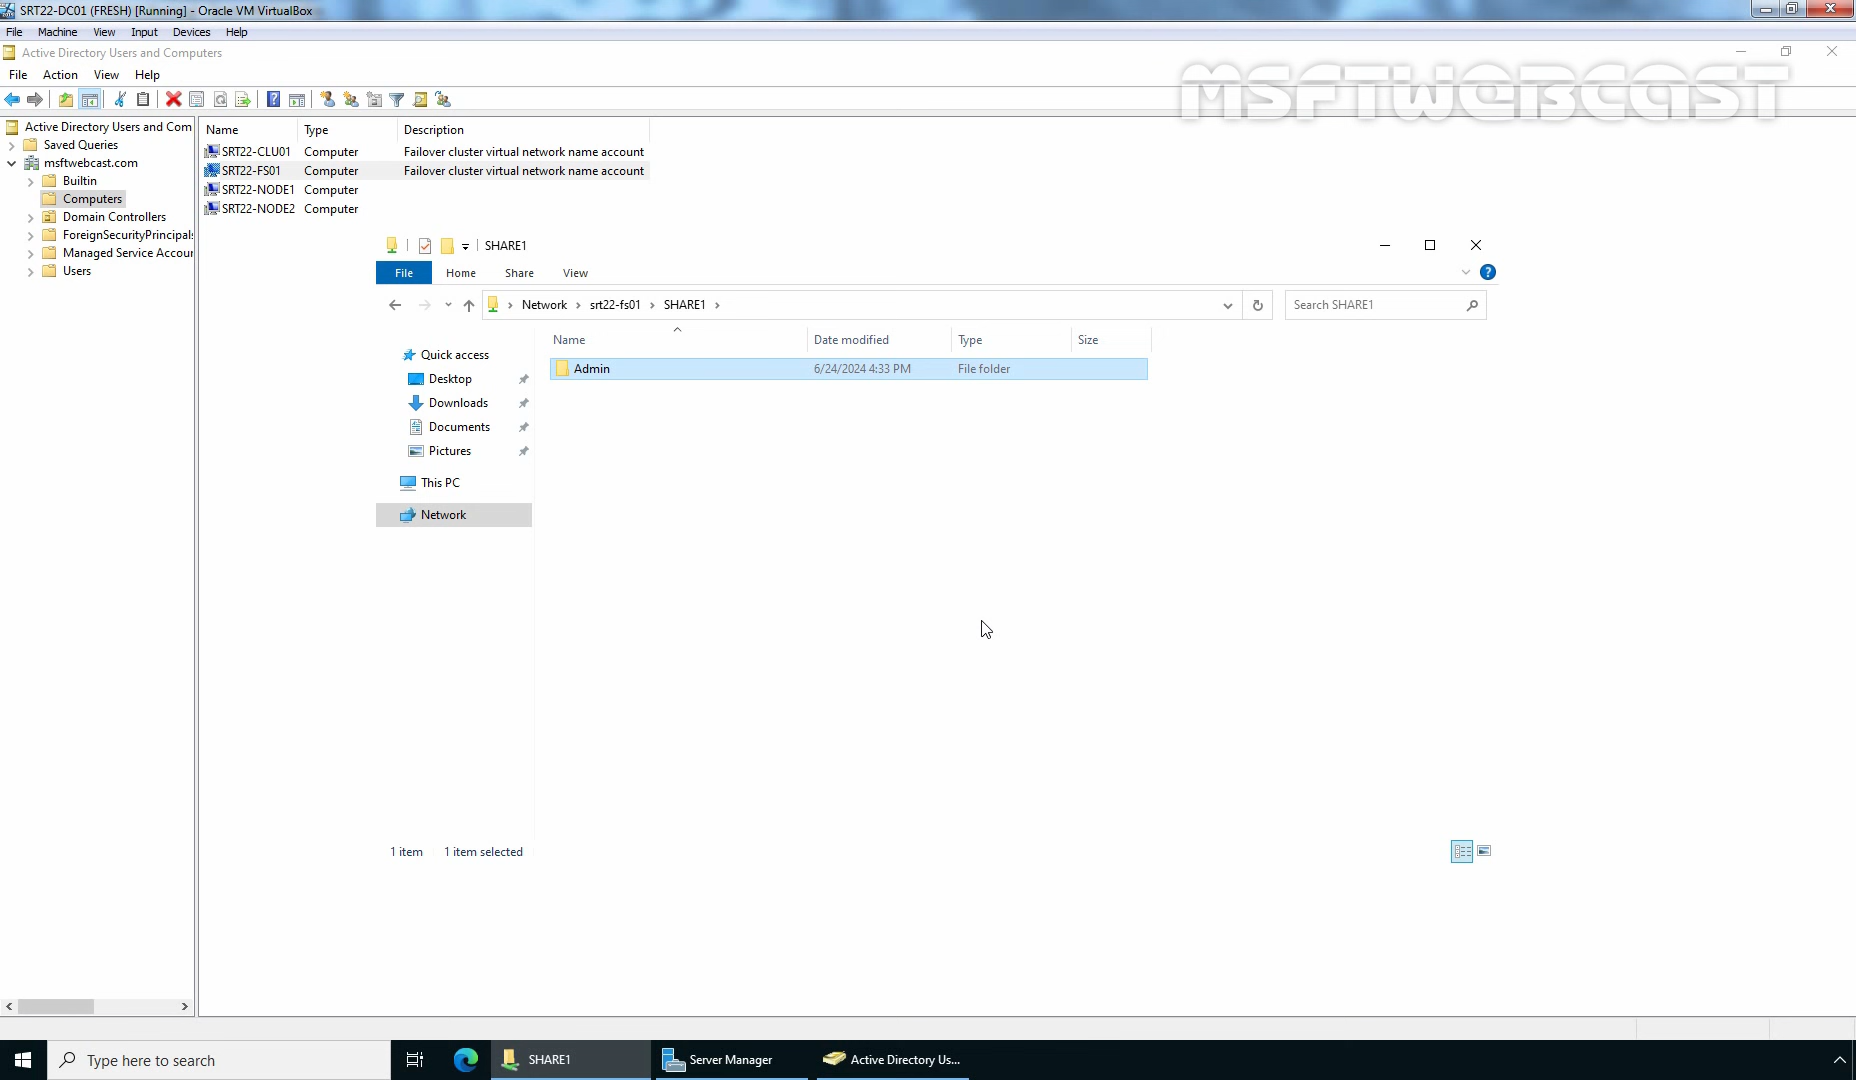 SRT22-DC01 (FRESH) [Running] - Oracle VM VirtualBox
File Machine View Input Devices Help
Active Directory Users and Computers
File Action View Help
MSFTWEBCAST
Active Directory Users and Com
Saved Queries
msftwebcast.com
Builtin
Computers
Domain Controllers
ForeignSecurityPrincipals
Managed Service Accour
Users
Name Type Description
SRT22-CLU01 Computer Failover cluster virtual network name account
SRT22-FS01 Computer Failover cluster virtual network name account
SRT22-NODE1 Computer
SRT22-NODE2 Computer
SHARE1
File Home Share View
Network srt22-fs01 SHARE1
Search SHARE1
Quick access
Desktop
Downloads
Documents
Pictures
This PC
Network
Name Date modified Type Size
Admin 6/24/2024 4:33 PM File folder
1 item 1 item selected
Type here to search
SHARE1
Server Manager
Active Directory Us...